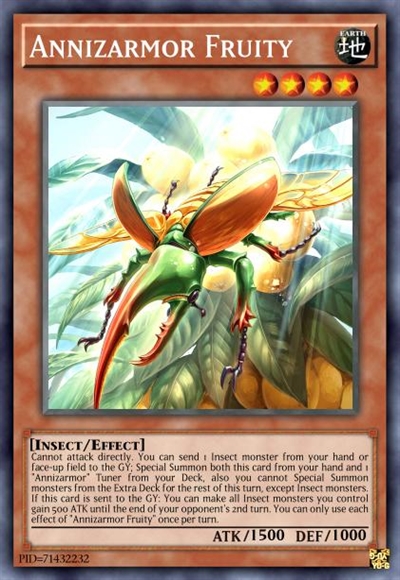 ANNIZARMOR FRUITY
EARTH
地
[INSECT/EFFECT]
Cannot attack directly. You can send 1 Insect monster from your hand or
face-up field to the GY; Special Summon both this card from your hand and 1
"Annizarmor" Tuner from your Deck, also you cannot Special Summon
monsters from the Extra Deck for the rest of this turn, except Insect monsters.
If this card is sent to the GY: You can make all Insect monsters you control
gain 500 ATK until the end of your opponent's 2nd turn. You can only use each
effect of "Annizarmor Fruity" once per turn.
ATK/1500 DEF/1000
PID=71432232